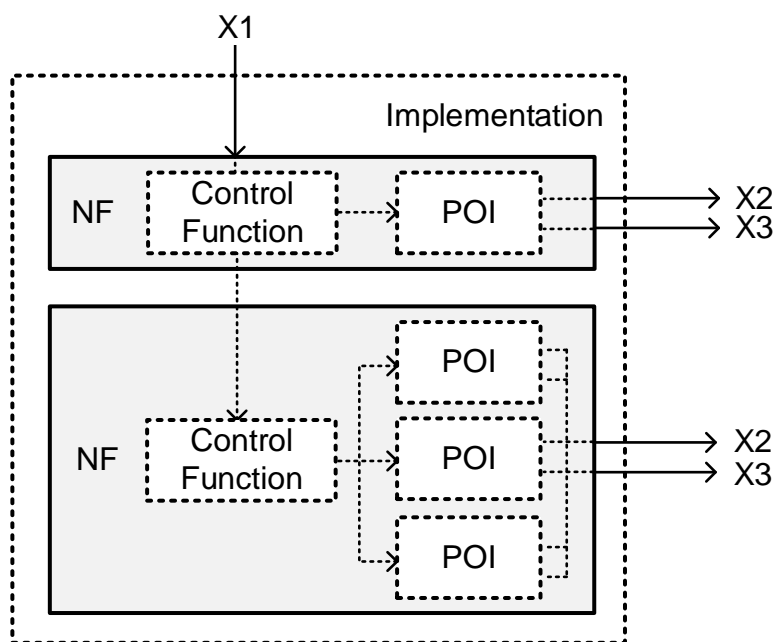 X1
Implementation
NF
Control
Function
POI
X2
X3
POI
NF
Control
Function
POI
X2
X3
POI